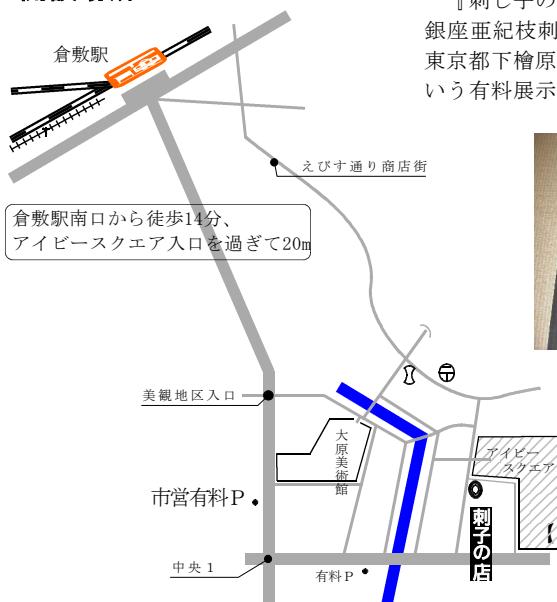 『刺し子の
銀座亜紀枝刺
東京都下檜原
いう有料展示
倉敷駅
えびす通り商店街
倉敷駅南口から徒歩14分、
アイビースクエア入口を過ぎて20m
美観地区入口
大原美術館
アイビー
スクエア
市営有料P
刺子の店
中央1
有料P